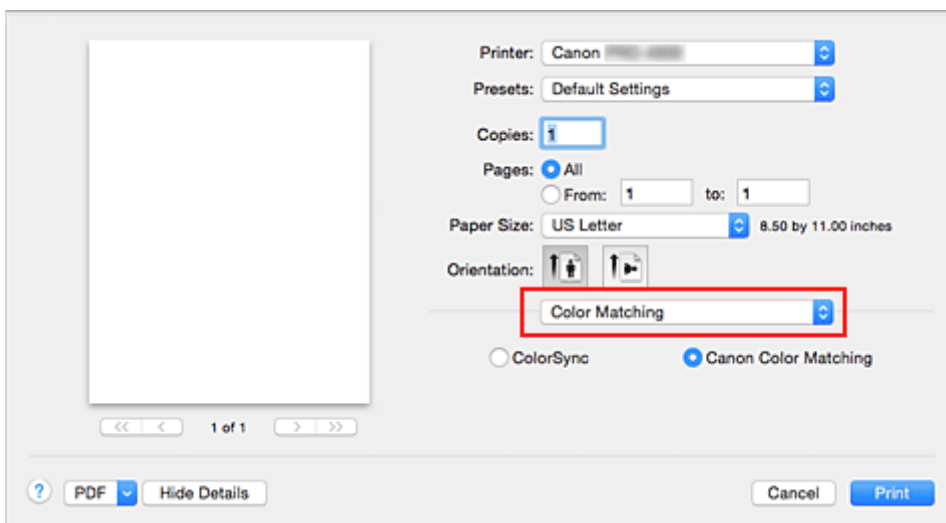 Printer: Canon
Presets: Default Settings
Copies: 1
Pages: All
From: 1 to: 1
Paper Size: US Letter 8.50 by 11.00 inches
Orientation:
Color Matching
ColorSync Canon Color Matching
<< < 1 of 1 > >>
? PDF Hide Details Cancel Print